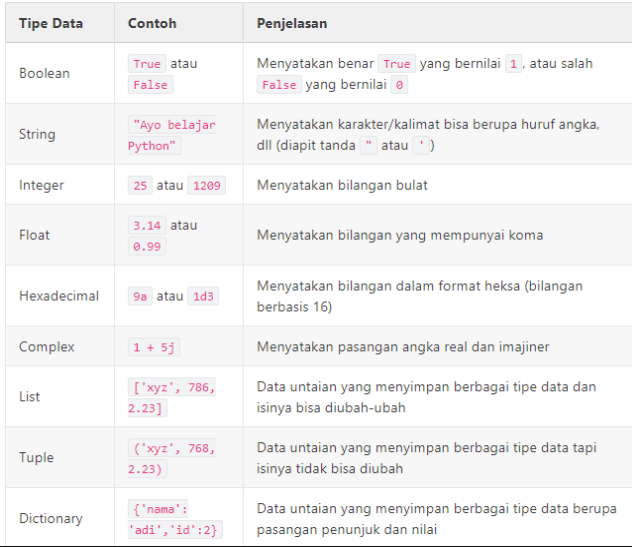 Tipe Data Contoh Penjelasan
Boolean
True atau
False
Menyatakan benar True yang bernilai 1 , atau salah
False yang bernilai 0
String
"Ayo belajar
Python"
Menyatakan karakter/kalimat bisa berupa huruf angka,
dll (diapit tanda " atau ' )
Integer
25 atau 1209
Menyatakan bilangan bulat
Float
3.14 atau
0.99
Menyatakan bilangan yang mempunyai koma
Hexadecimal
9a atau 1d3
Menyatakan bilangan dalam format heksa (bilangan
berbasis 16)
Complex
1 + 5j
Menyatakan pasangan angka real dan imajiner
List
['xyz', 786,
2.23]
Data untaian yang menyimpan berbagai tipe data dan
isinya bisa diubah-ubah
Tuple
('xyz', 768,
2.23)
Data untaian yang menyimpan berbagai tipe data tapi
isinya tidak bisa diubah
Dictionary
{'nama':
'adi','id':2}
Data untaian yang menyimpan berbagai tipe data berupa
pasangan penunjuk dan nilai